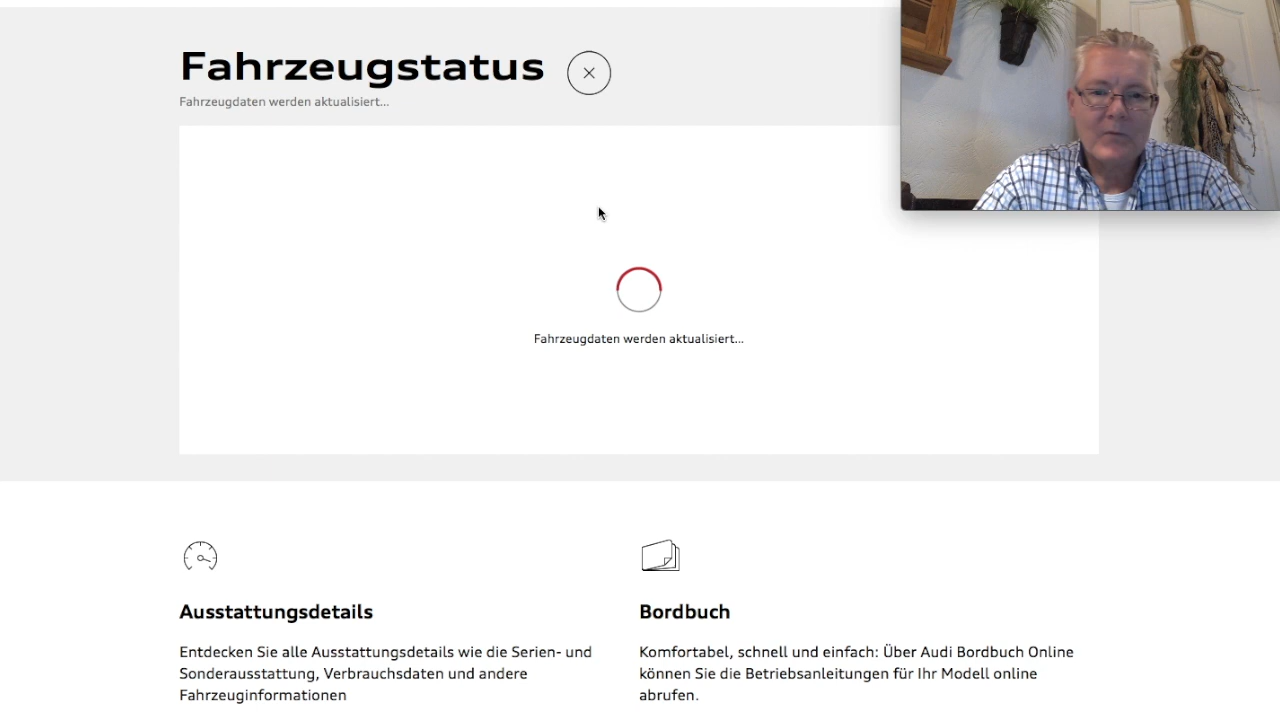 Fahrzeugstatus
Fahrzeugdaten werden aktualisiert...
Fahrzeugdaten werden aktualisiert...
Ausstattungsdetails
Entdecken Sie alle Ausstattungsdetails wie die Serien- und
Sonderausstattung, Verbrauchsdaten und andere
Fahrzeuginformationen
Bordbuch
Komfortabel, schnell und einfach: Über Audi Bordbuch Online
können Sie die Betriebsanleitungen für Ihr Modell online
abrufen.